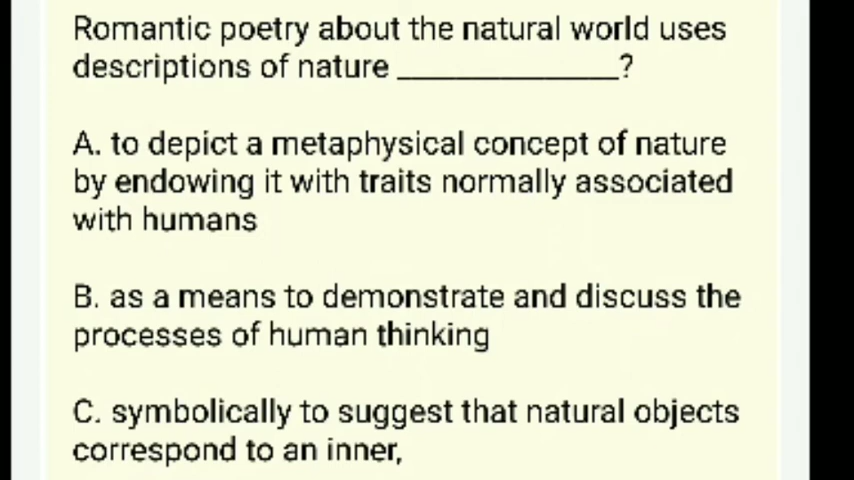 Romantic poetry about the natural world uses
descriptions of nature _______________?
A. to depict a metaphysical concept of nature
by endowing it with traits normally associated
with humans
B. as a means to demonstrate and discuss the
processes of human thinking
C. symbolically to suggest that natural objects
correspond to an inner,